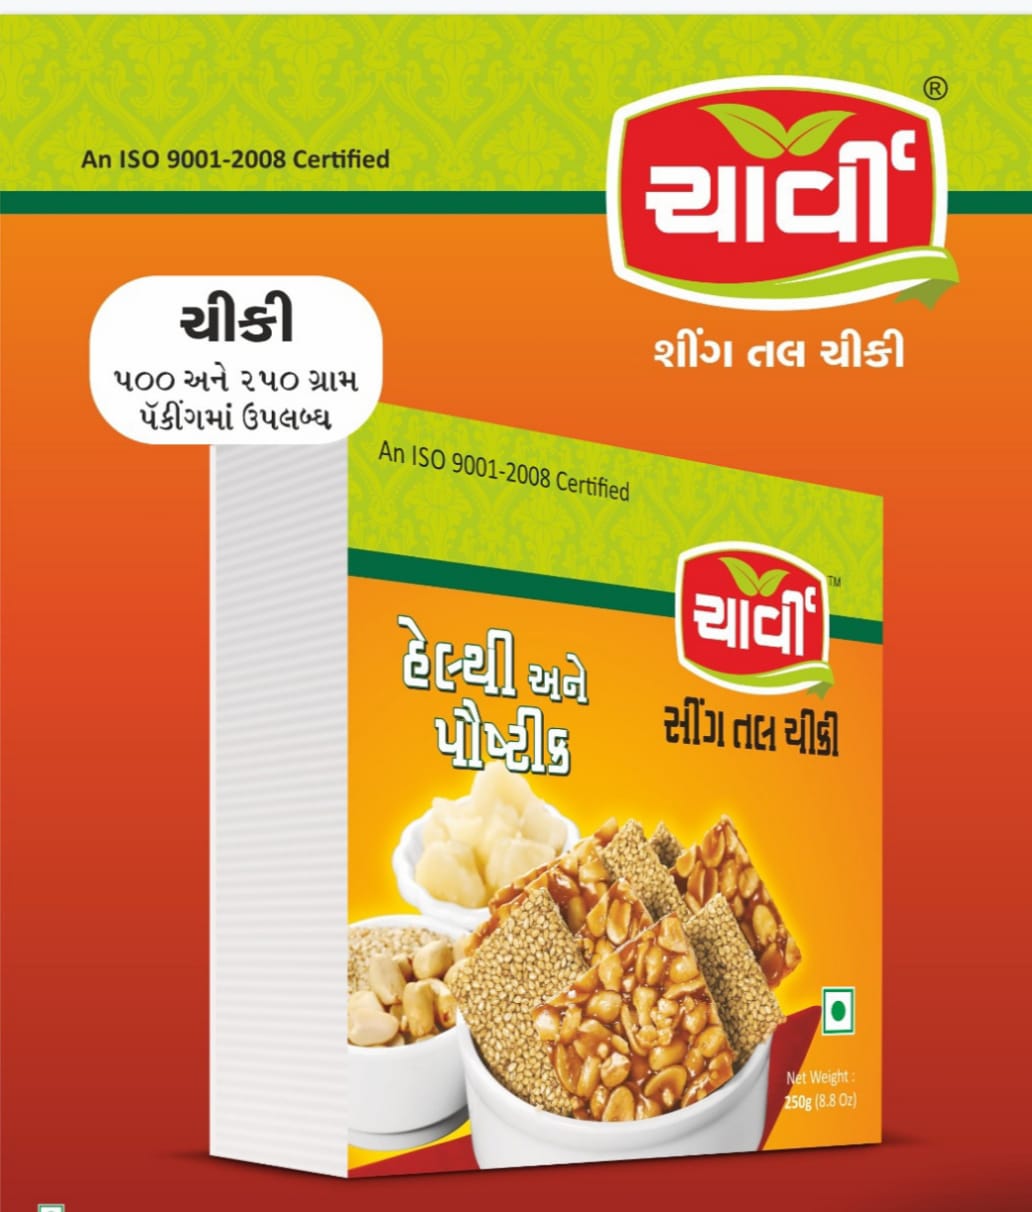 An ISO 9001-2008 Certified
®
ચાર્વી
શીંગ તલ ચીકી
ચીકી
૫૦૦ અને ૨૫૦ ગ્રામ
પૅકીંગમાં ઉપલબ્ધ
An ISO 9001-2008 Certified
ચાર્વી TM
સીંગ તલ ચીકી
હેલ્થી અને
પૌષ્ટીક
Net Weight :
250g (8.8 Oz)